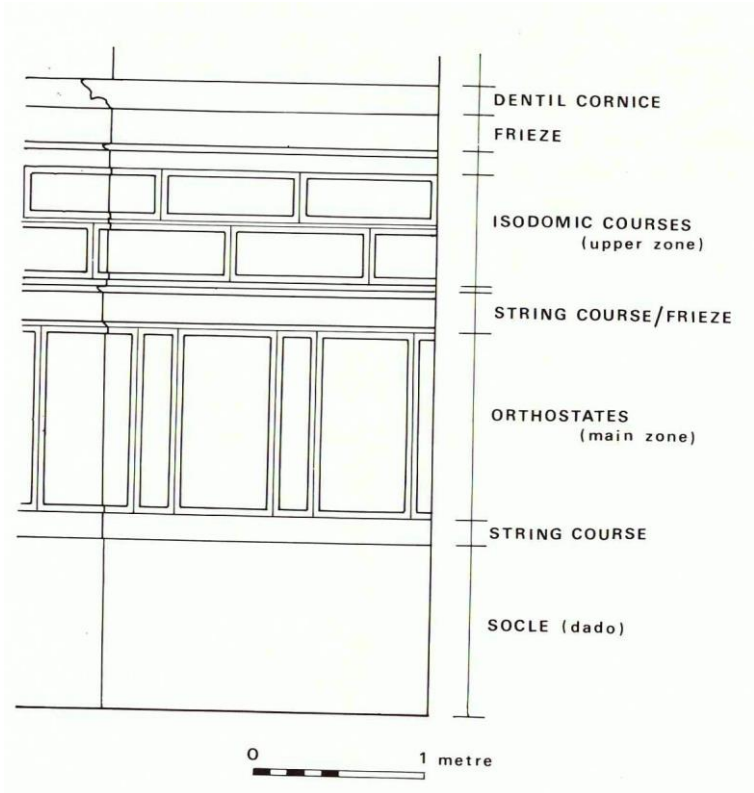 DENTIL CORNICE
FRIEZE
ISODOMIC COURSES
(upper zone)
STRING COURSE/FRIEZE
ORTHOSTATES
(main zone)
STRING COURSE
SOCLE (dado)
0 1 metre